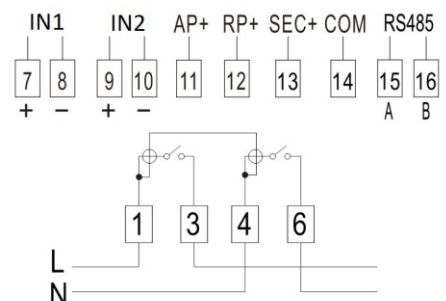 IN1 IN2 AP+ RP+ SEC+ COM RS485
7 8 9 10 11 12 13 14 15 16
+ − + − A B
1 3 4 6
L
N